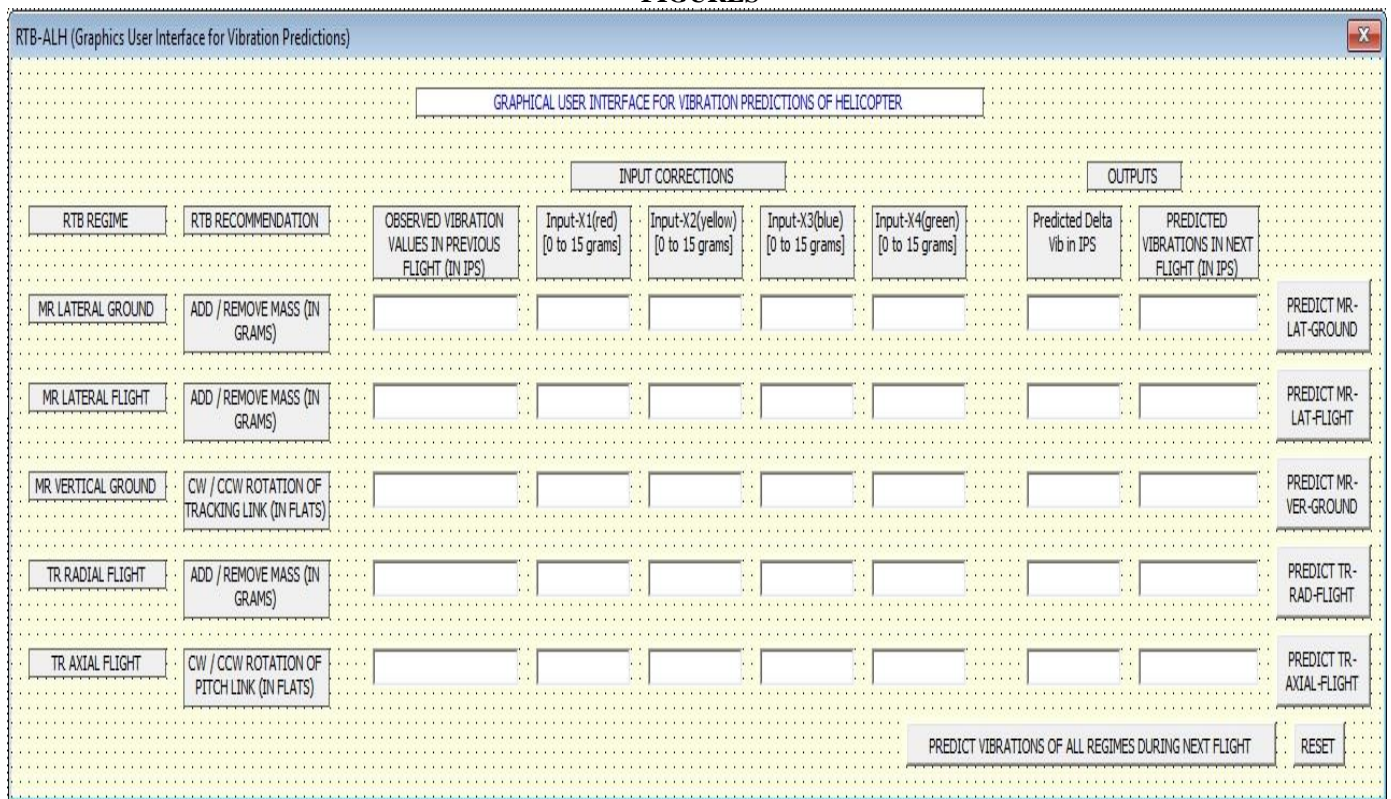 FIGURES
RTB-ALH (Graphics User Interface for Vibration Predictions)
X
GRAPHICAL USER INTERFACE FOR VIBRATION PREDICTIONS OF HELICOPTER
INPUT CORRECTIONS
OUTPUTS
RTB REGIME
RTB RECOMMENDATION
OBSERVED VIBRATION
VALUES IN PREVIOUS
FLIGHT (IN IPS)
Input-X1(red)
[0 to 15 grams]
Input-X2(yellow)
[0 to 15 grams]
Input-X3(blue)
[0 to 15 grams]
Input-X4(green)
[0 to 15 grams]
Predicted Delta
Vib in IPS
PREDICTED
VIBRATIONS IN NEXT
FLIGHT (IN IPS)
MR LATERAL GROUND
ADD / REMOVE MASS (IN
GRAMS)
PREDICT MR-
LAT-GROUND
MR LATERAL FLIGHT
ADD / REMOVE MASS (IN
GRAMS)
PREDICT MR-
LAT-FLIGHT
MR VERTICAL GROUND
CW / CCW ROTATION OF
TRACKING LINK (IN FLATS)
PREDICT MR-
VER-GROUND
TR RADIAL FLIGHT
ADD / REMOVE MASS (IN
GRAMS)
PREDICT TR-
RAD-FLIGHT
TR AXIAL FLIGHT
CW / CCW ROTATION OF
PITCH LINK (IN FLATS)
PREDICT TR-
AXIAL-FLIGHT
PREDICT VIBRATIONS OF ALL REGIMES DURING NEXT FLIGHT
RESET